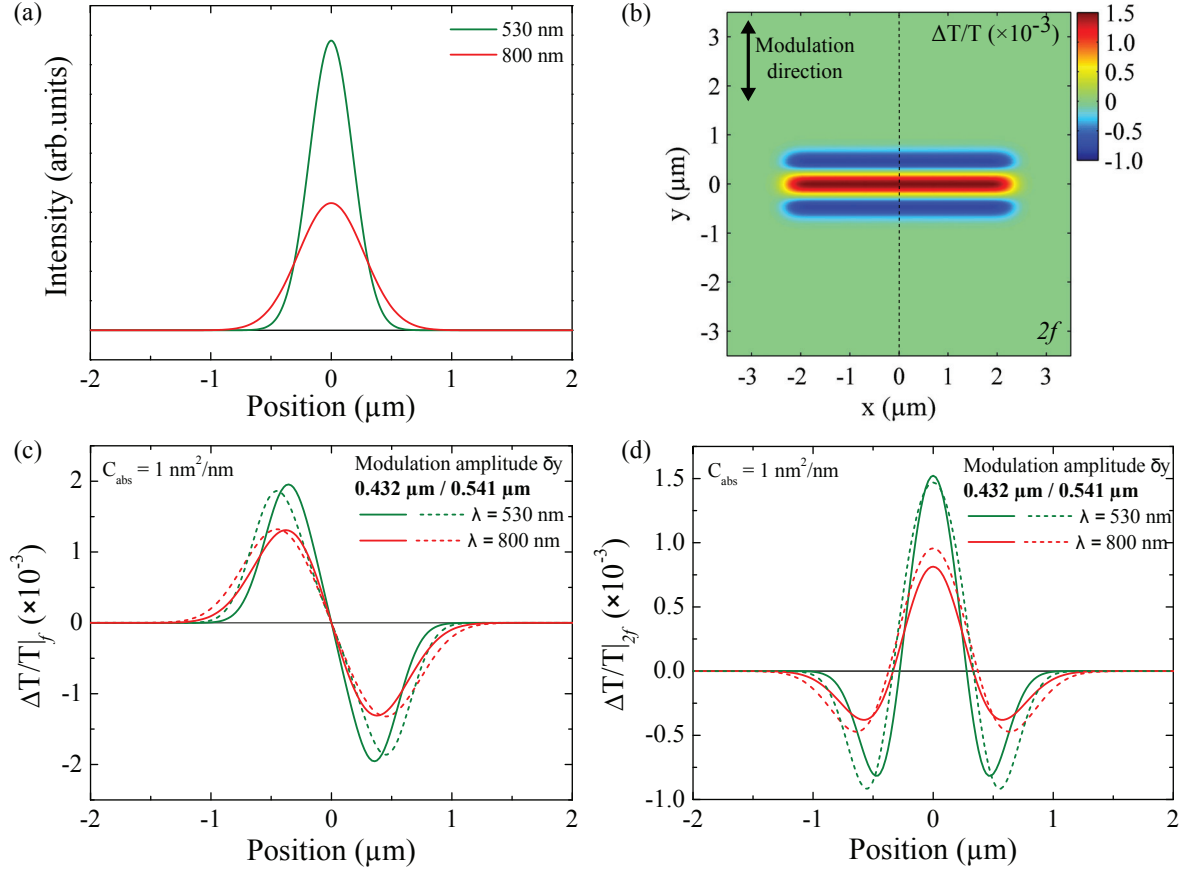 (a)
530 nm
800 nm
Intensity (arb.units)
-2 -1 0 1 2
Position (µm)
(b)
ΔT/T (×10⁻³)
Modulation
direction
2f
3
2
1
0
-1
-2
-3
y (µm)
-3 -2 -1 0 1 2 3
x (µm)
1.5
1.0
0.5
0
-0.5
-1.0
(c)
C_abs = 1 nm²/nm
Modulation amplitude δy
0.432 µm / 0.541 µm
λ = 530 nm
λ = 800 nm
2
1
0
-1
-2
ΔT/T|_f (×10⁻³)
-2 -1 0 1 2
Position (µm)
(d)
C_abs = 1 nm²/nm
Modulation amplitude δy
0.432 µm / 0.541 µm
λ = 530 nm
λ = 800 nm
1.5
1.0
0.5
0
-0.5
-1.0
ΔT/T|_2f (×10⁻³)
-2 -1 0 1 2
Position (µm)